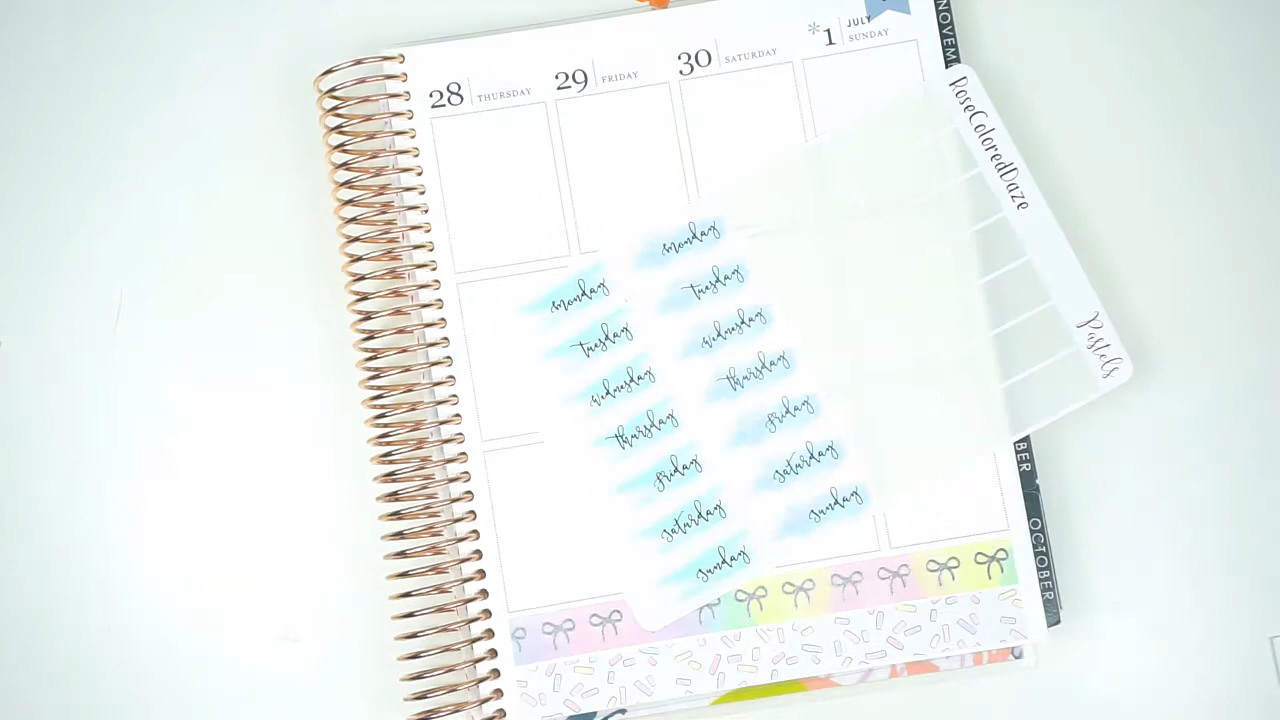 28 THURSDAY
29 FRIDAY
30 SATURDAY
*1 JULY SUNDAY
NOVEM
RoseColoredDaze
Pastels
monday
tuesday
wednesday
thursday
friday
saturday
sunday
monday
tuesday
wednesday
thursday
friday
saturday
sunday
BER
OCTOBER